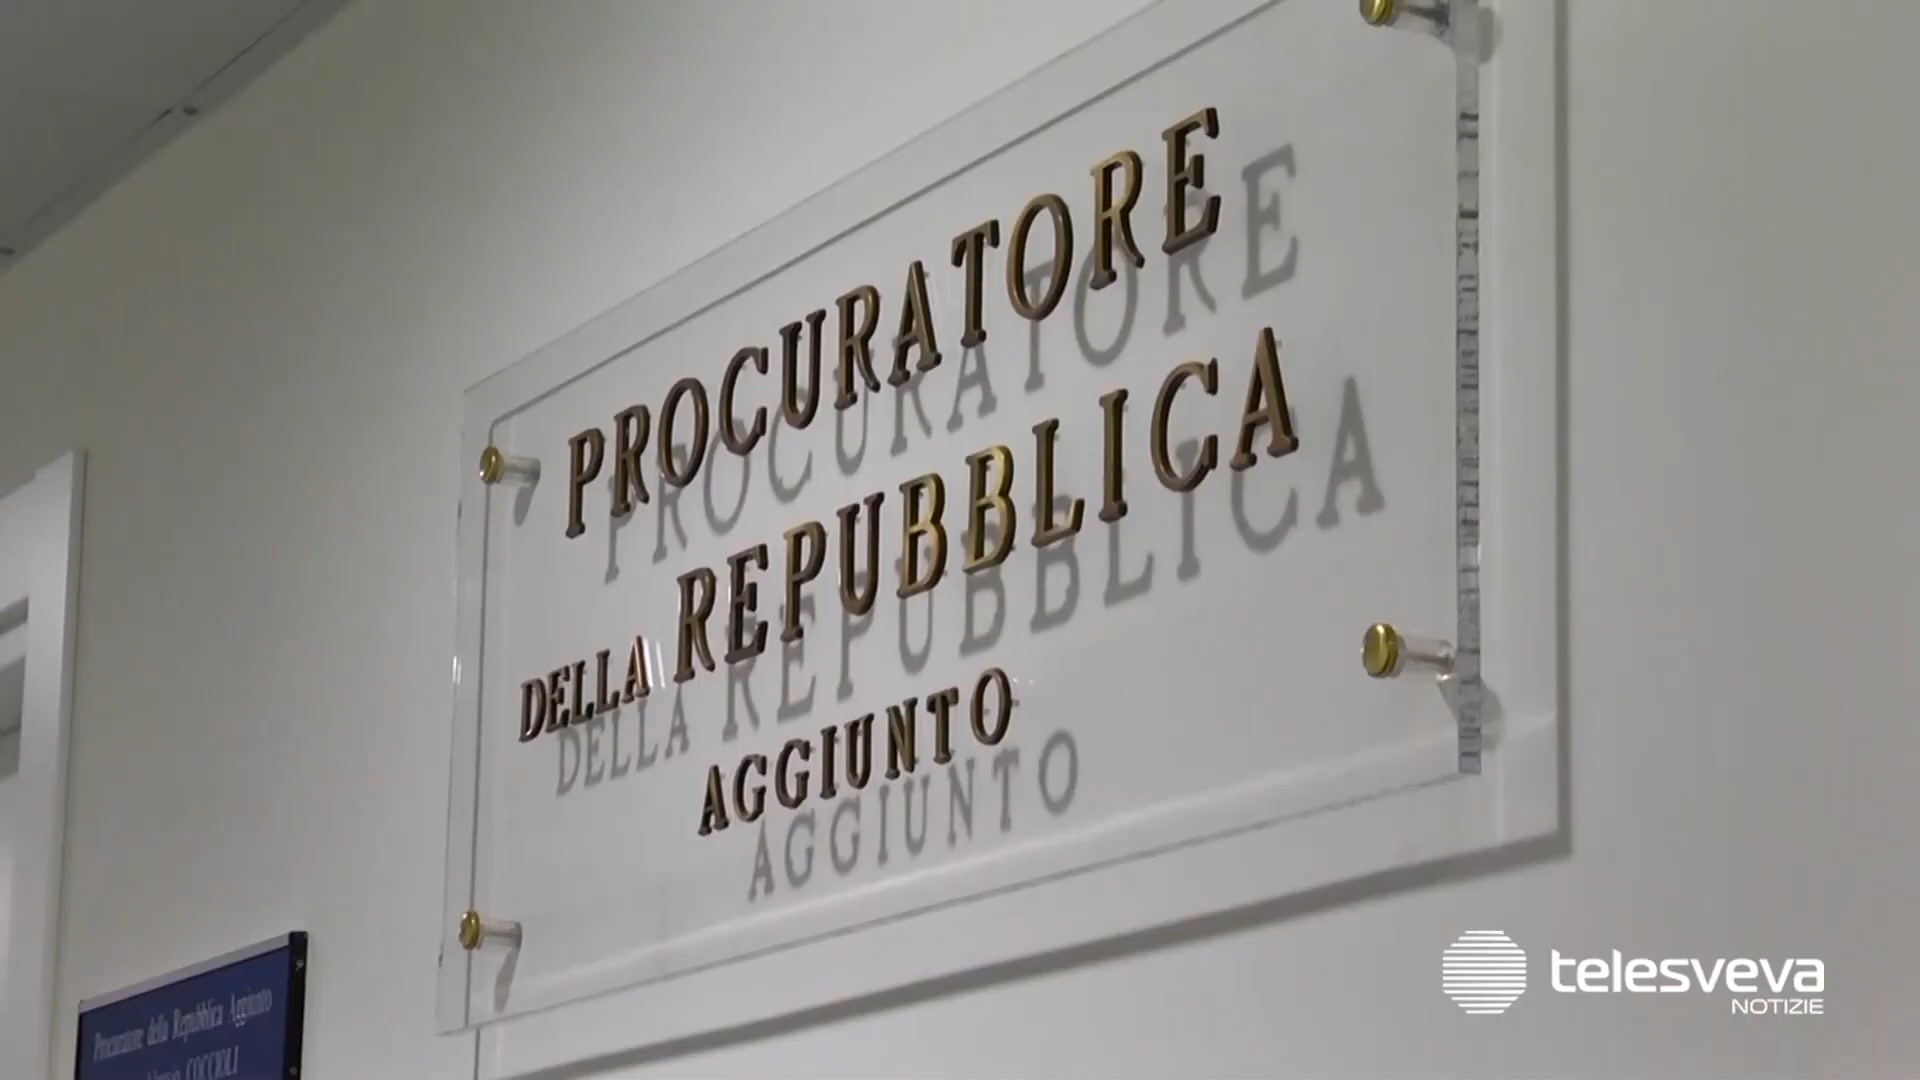 PROCURATORE
DELLA REPUBBLICA
AGGIUNTO
Procuratore della Repubblica Aggiunto
COCCIOLI
telesveva
NOTIZIE